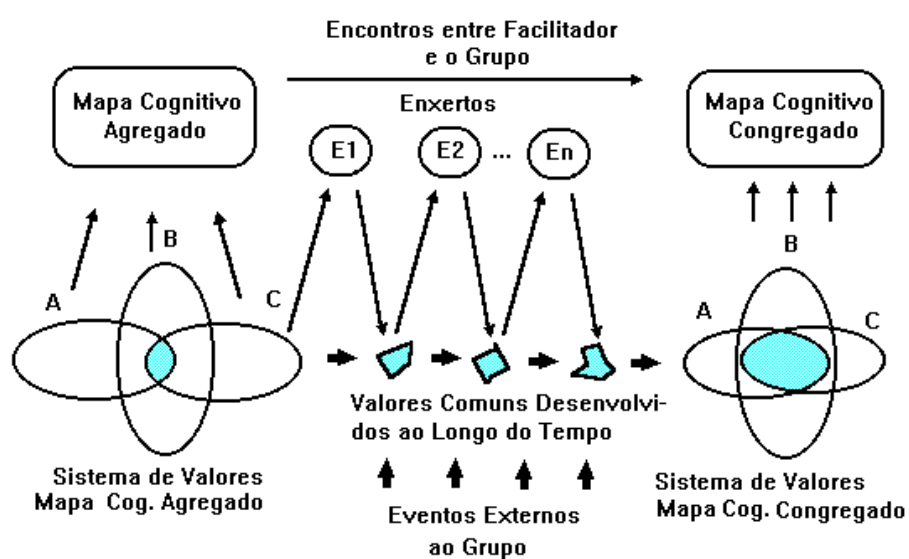 Encontros entre Facilitador
e o Grupo
Mapa Cognitivo
Agregado
Enxertos
Mapa Cognitivo
Congregado
E1
E2
...
En
B
A
C
B
A
C
Valores Comuns Desenvolvi-
dos ao Longo do Tempo
Sistema de Valores
Mapa Cog. Agregado
Eventos Externos
ao Grupo
Sistema de Valores
Mapa Cog. Congregado